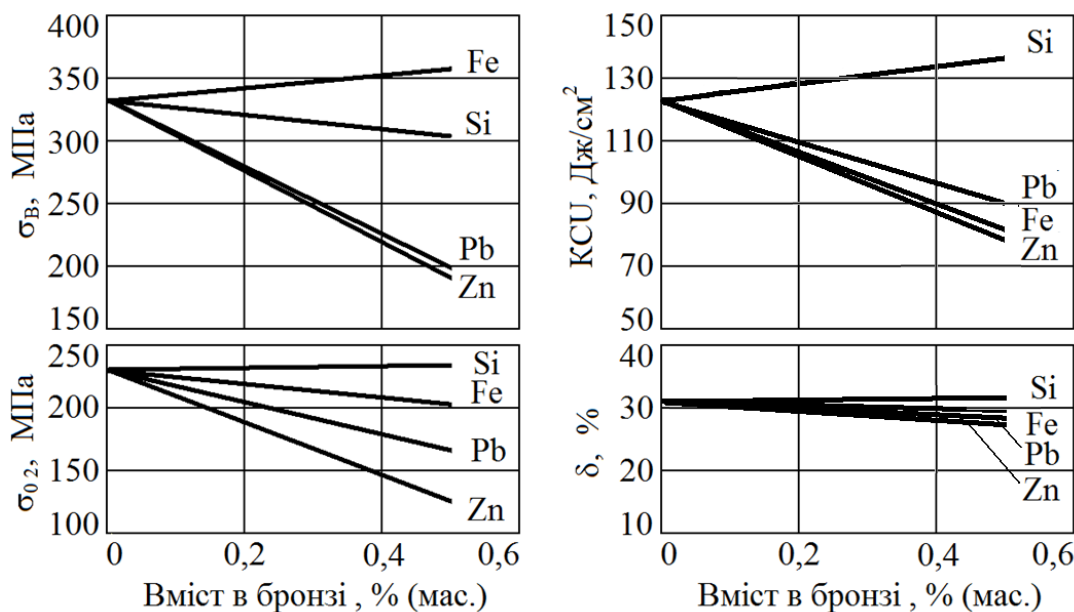 400
350
300
250
200
150
σВ, МПа
Fe
Si
Pb
Zn
150
130
110
90
70
50
KCU, Дж/см²
Si
Pb
Fe
Zn
250
200
150
100
σ0 2, МПа
Si
Fe
Pb
Zn
0 0,2 0,4 0,6
Вміст в бронзі , % (мас.)
40
30
20
10
δ, %
Si
Fe
Pb
Zn
0 0,2 0,4 0,6
Вміст в бронзі , % (мас.)